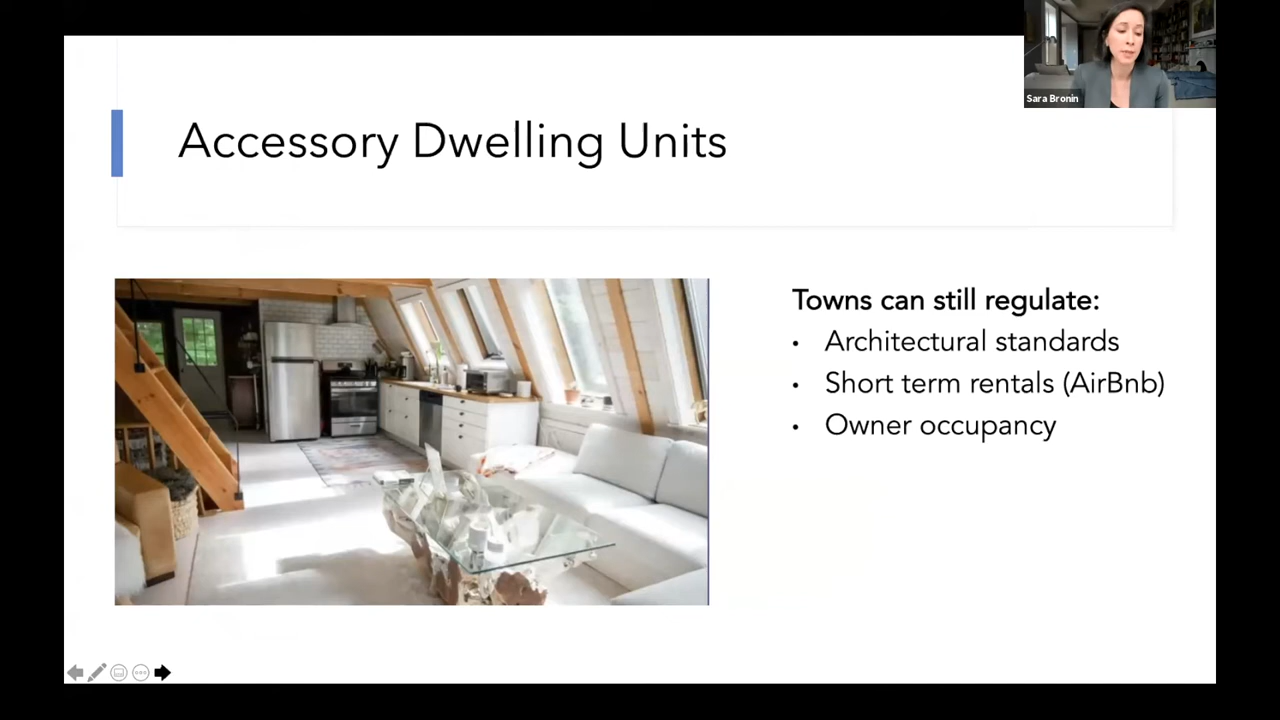 Sara Bronin
Accessory Dwelling Units
Towns can still regulate:
• Architectural standards
• Short term rentals (AirBnb)
• Owner occupancy